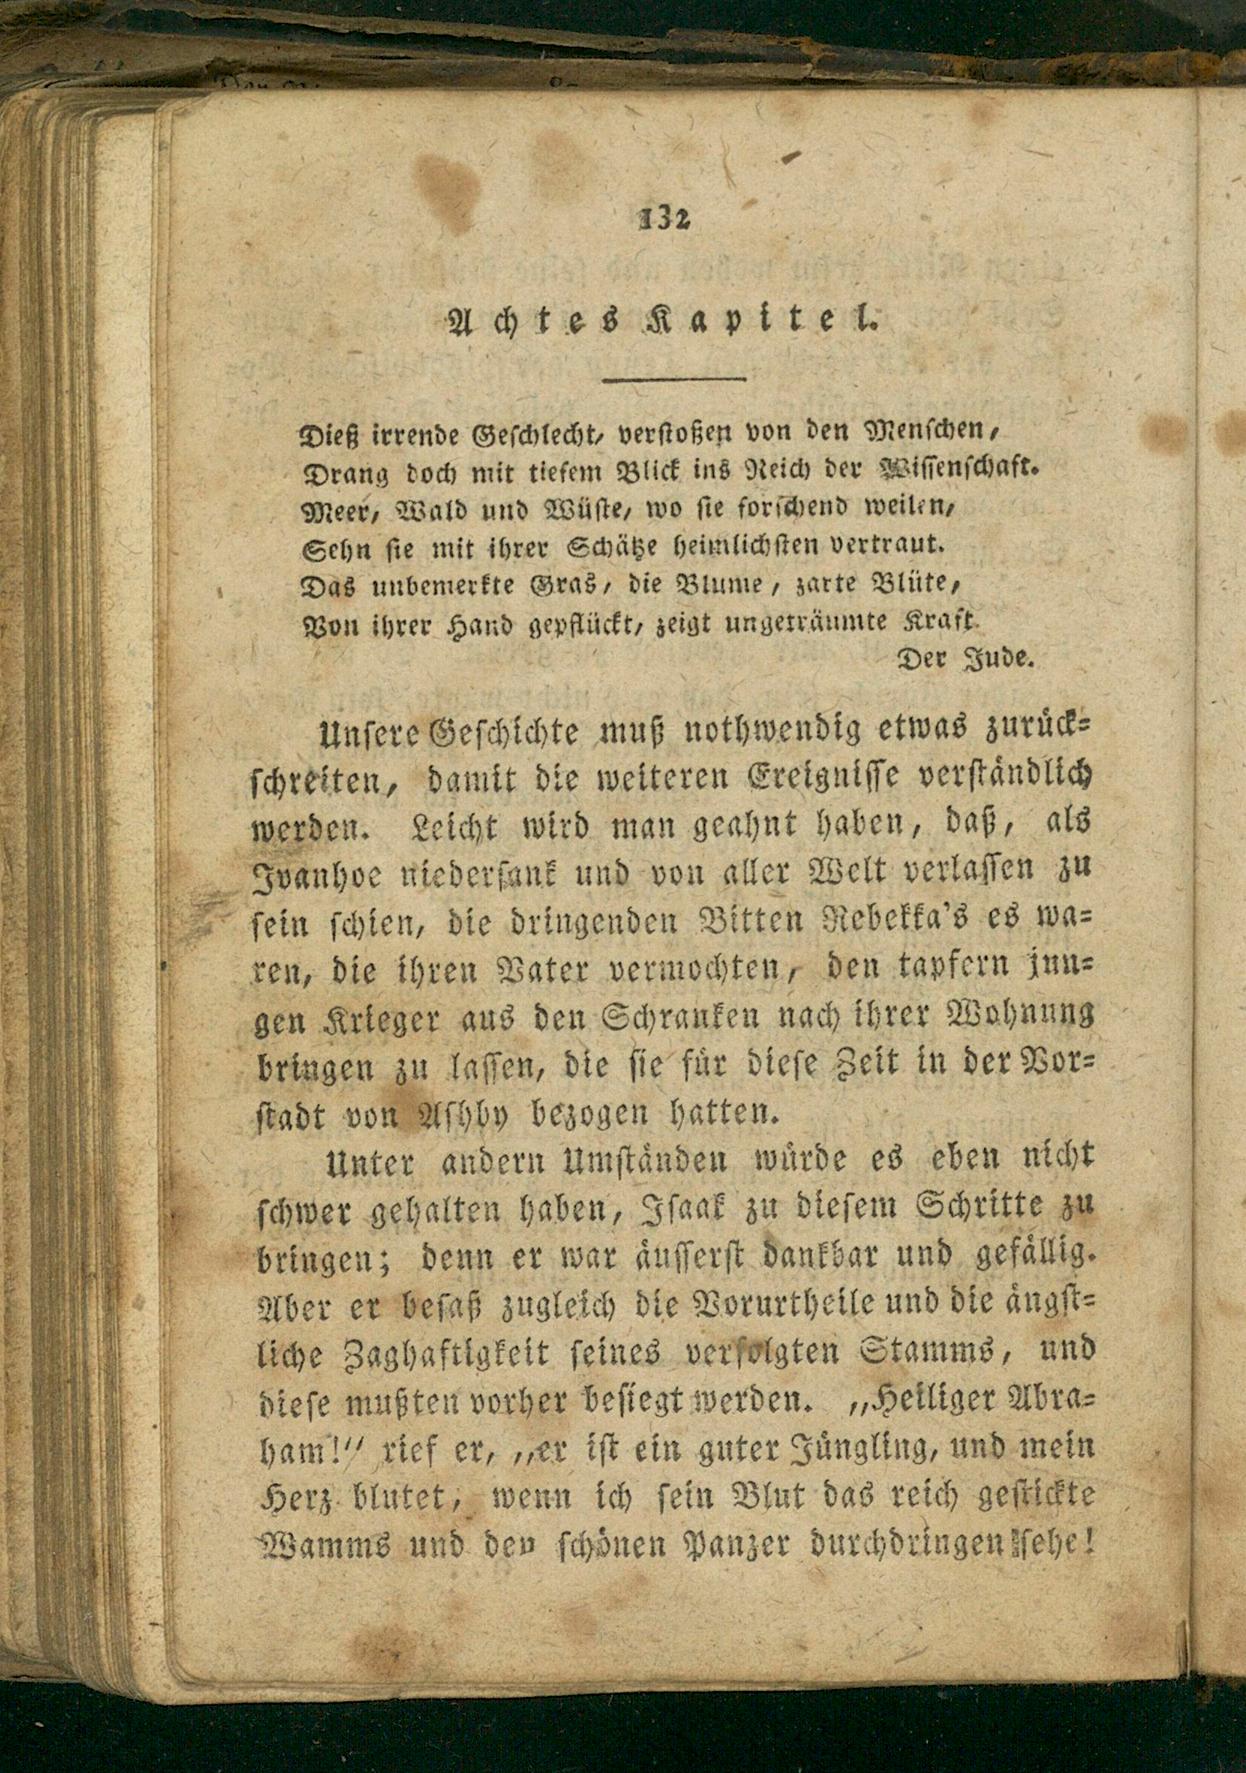 132
Achtes Kapitel.
Dieß irrende Geschlecht, verstoßen von den Menschen,
Drang doch mit tiefem Blick ins Reich der Wissenschaft.
Meer, Wald und Wüste, wo sie forschend weilen,
Sehn sie mit ihrer Schätze heimlichsten vertraut.
Das unbemerkte Gras, die Blume, zarte Blüte,
Von ihrer Hand gepflückt, zeigt ungeträumte Kraft.
Der Jude.
Unsere Geschichte muß nothwendig etwas zurück-
schreiten, damit die weiteren Ereignisse verständlich
werden. Leicht wird man geahnt haben, daß, als
Ivanhoe niedersank und von aller Welt verlassen zu
sein schien, die dringenden Bitten Rebekka's es wa-
ren, die ihren Vater vermochten, den tapfern jun-
gen Krieger aus den Schranken nach ihrer Wohnung
bringen zu lassen, die sie für diese Zeit in der Vor-
stadt von Ashby bezogen hatten.
Unter andern Umständen würde es eben nicht
schwer gehalten haben, Isaak zu diesem Schritte zu
bringen; denn er war äusserst dankbar und gefällig.
Aber er besaß zugleich die Vorurtheile und die ängst-
liche Zaghaftigkeit seines verfolgten Stamms, und
diese mußten vorher besiegt werden. „Heiliger Abra-
ham!“ rief er, „er ist ein guter Jüngling, und mein
Herz blutet, wenn ich sein Blut das reich gestickte
Wamms und den schönen Panzer durchdringen sehe!